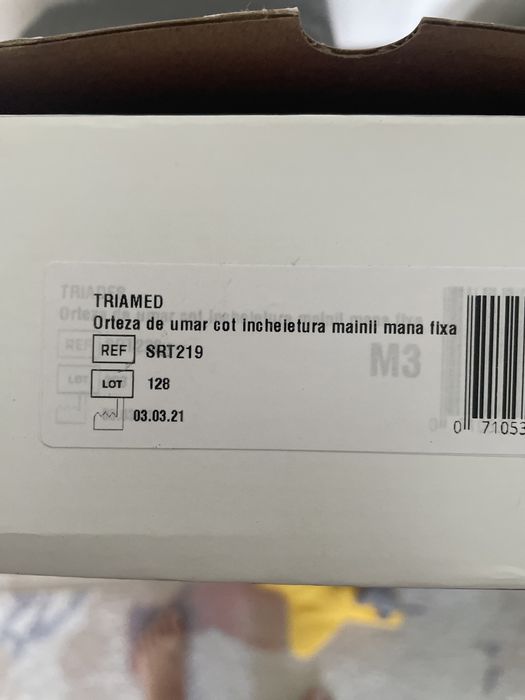 TRIAMED
Orteza de umar cot incheietura mainii mana fixa
REF SRT219
M3
LOT 128
03.03.21
0 71053